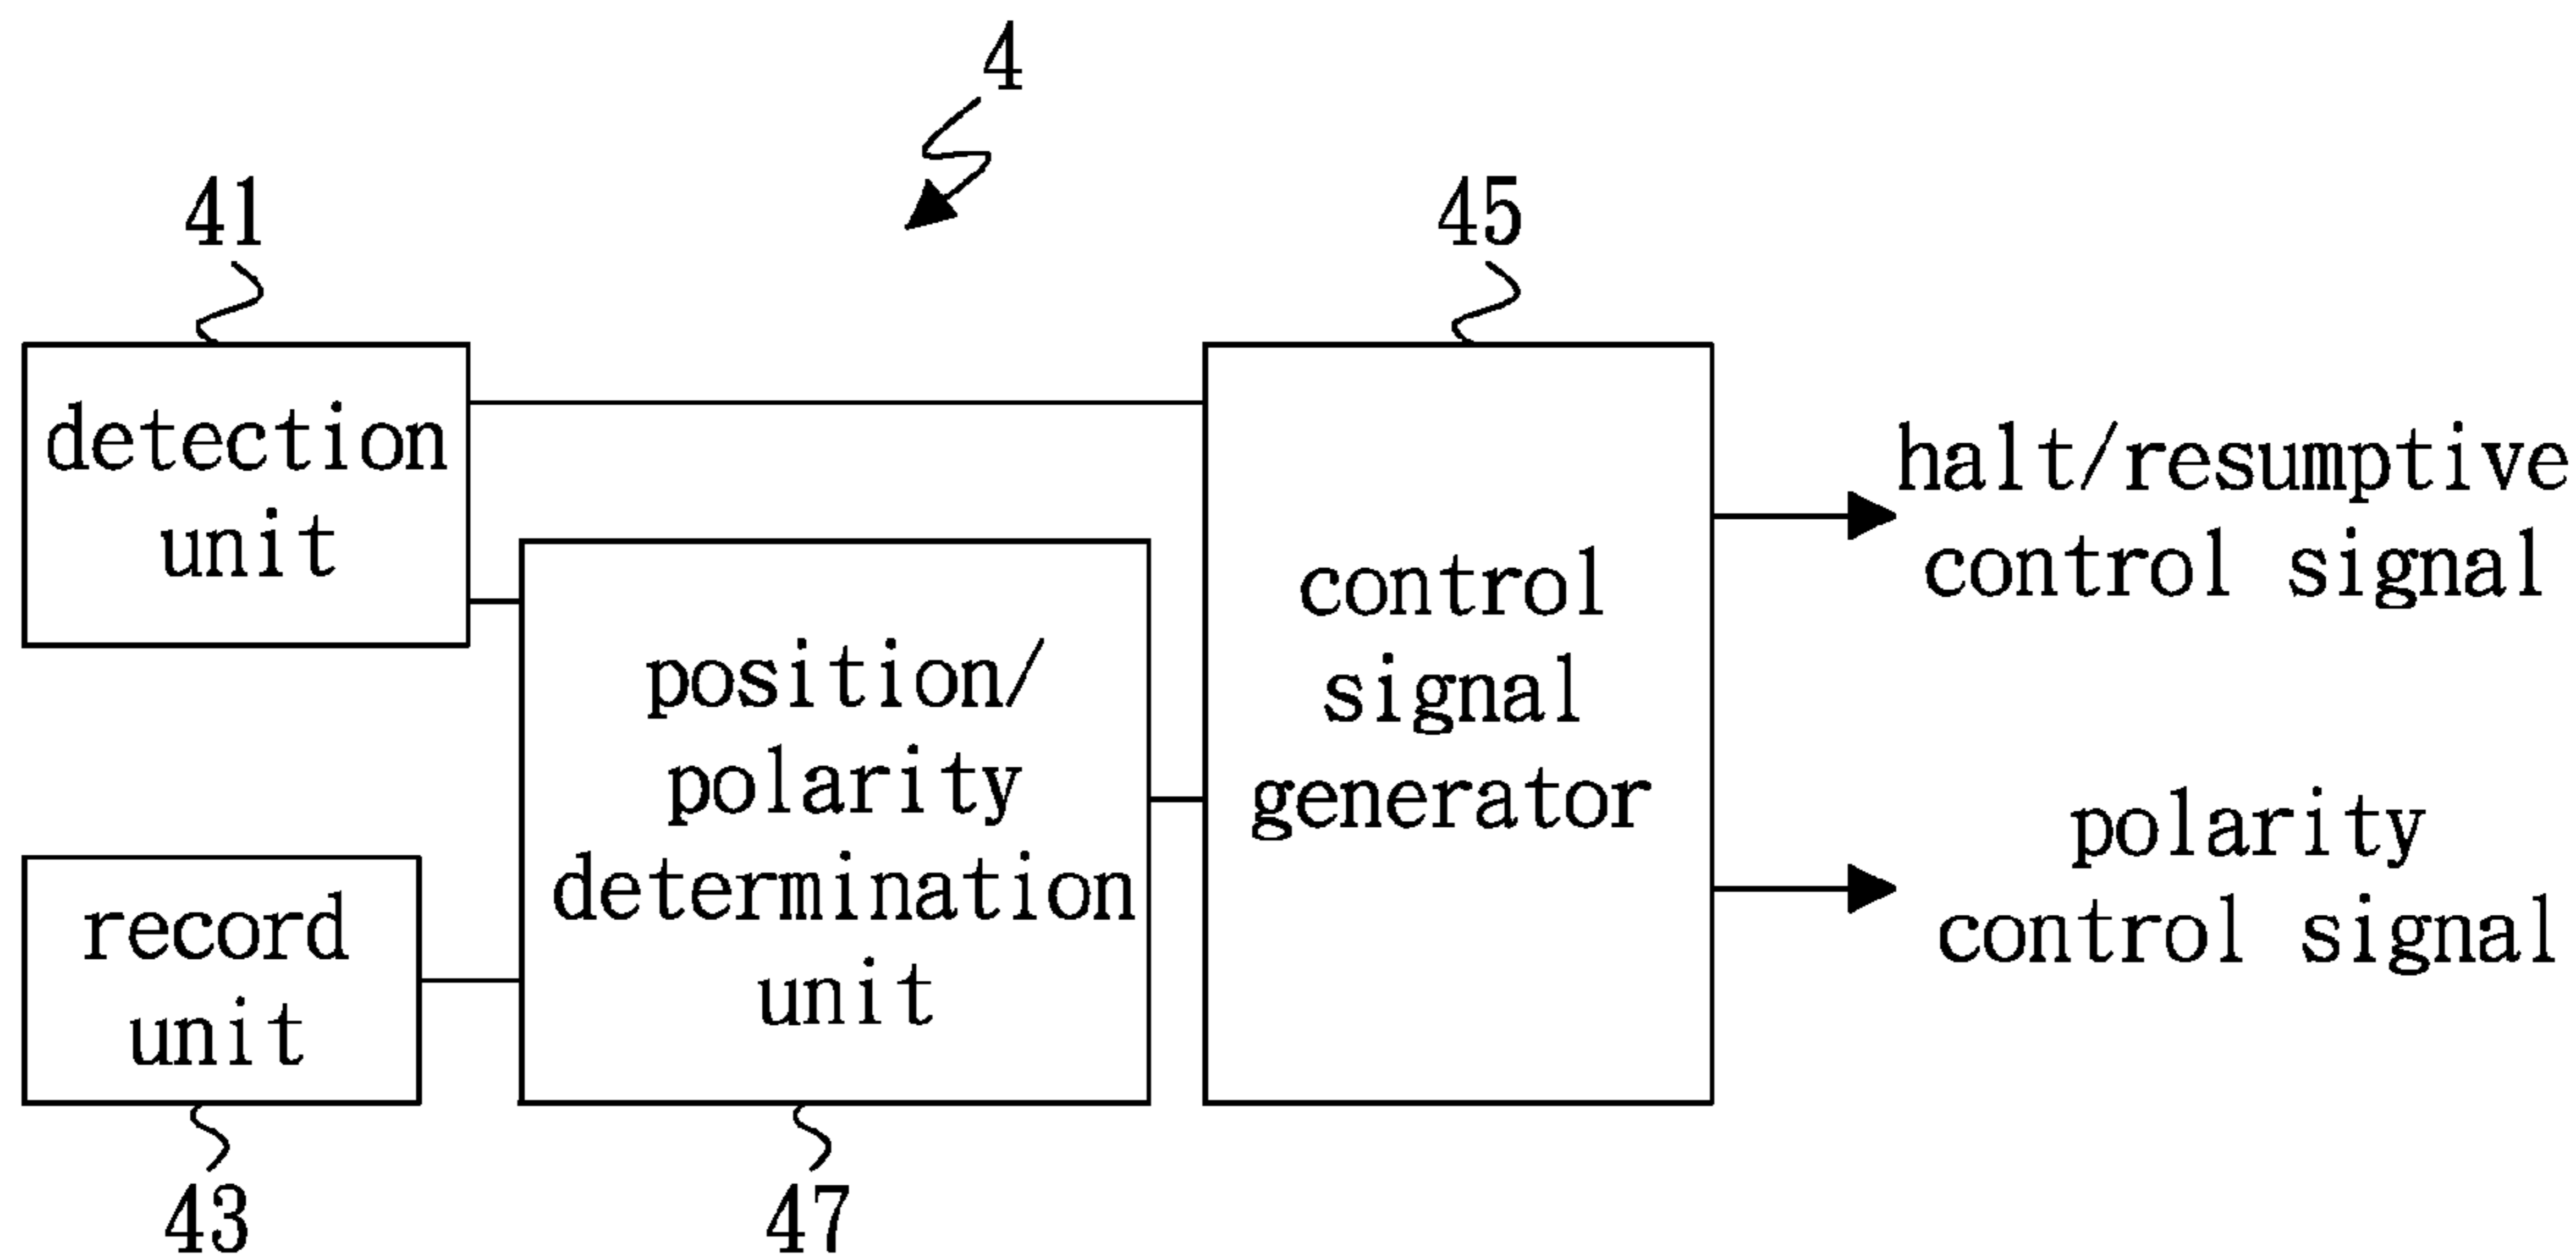 4
41
45
detection
unit
halt/resumptive
control signal
control
signal
generator
position/
polarity
determination
unit
polarity
control signal
record
unit
43
47